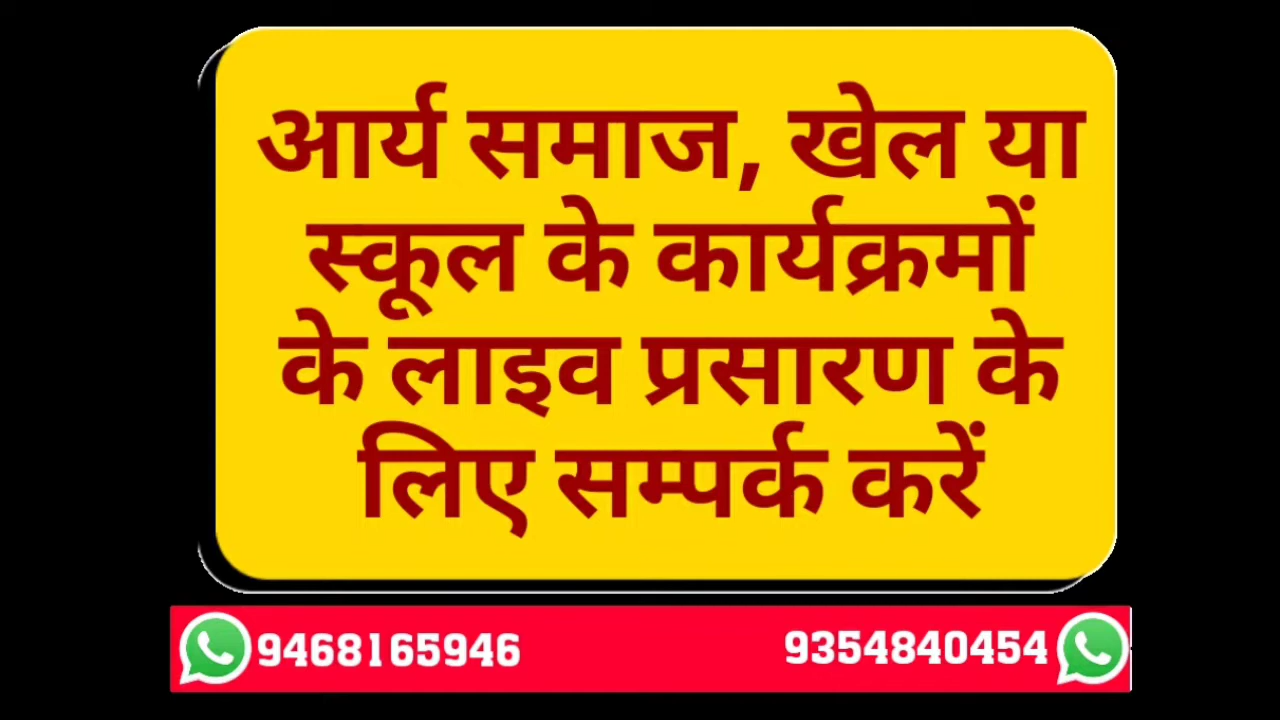 आर्य समाज, खेल या
स्कूल के कार्यक्रमों
के लाइव प्रसारण के
लिए सम्पर्क करें
9468165946 9354840454